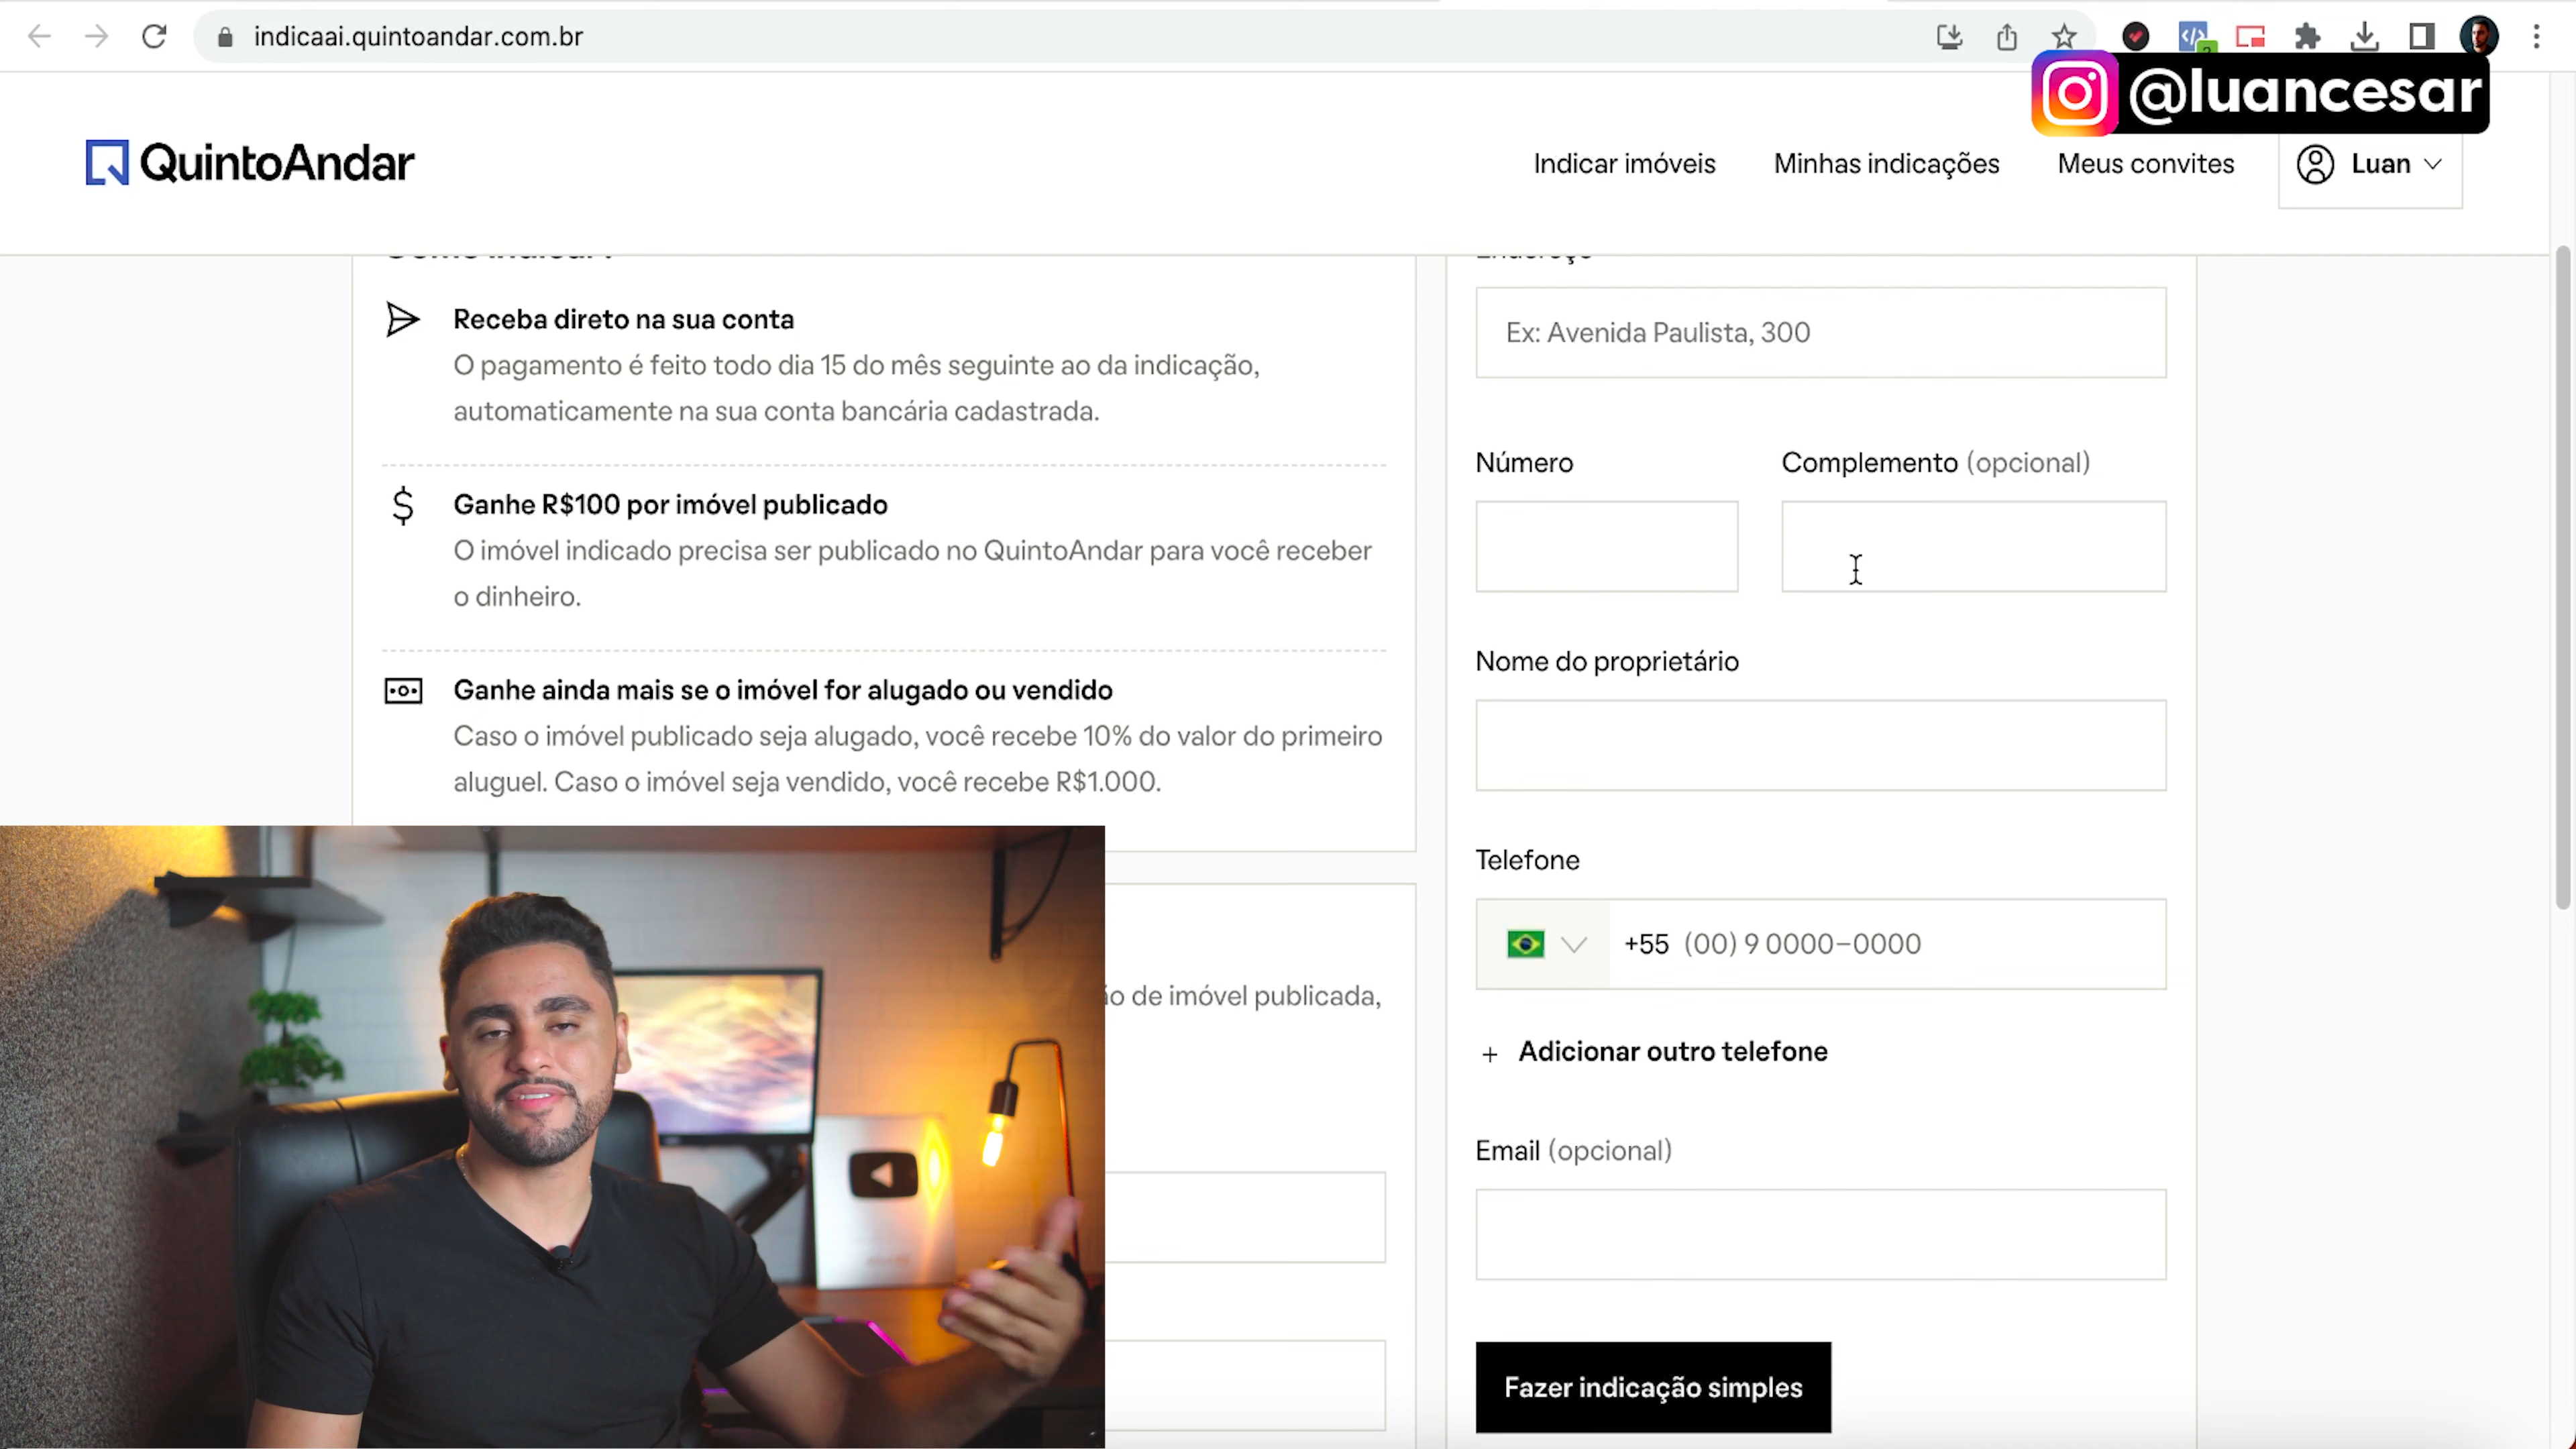 indicaai.quintoandar.com.br
@luancesar
QuintoAndar
Indicar imóveis
Minhas indicações
Meus convites
Luan
Receba direto na sua conta
O pagamento é feito todo dia 15 do mês seguinte ao da indicação,
automaticamente na sua conta bancária cadastrada.
Ganhe R$100 por imóvel publicado
O imóvel indicado precisa ser publicado no QuintoAndar para você receber
o dinheiro.
Ganhe ainda mais se o imóvel for alugado ou vendido
Caso o imóvel publicado seja alugado, você recebe 10% do valor do primeiro
aluguel. Caso o imóvel seja vendido, você recebe R$1.000.
de imóvel publicada,
Ex: Avenida Paulista, 300
Número
Complemento (opcional)
Nome do proprietário
Telefone
+55 (00) 9 0000-0000
+ Adicionar outro telefone
Email (opcional)
Fazer indicação simples